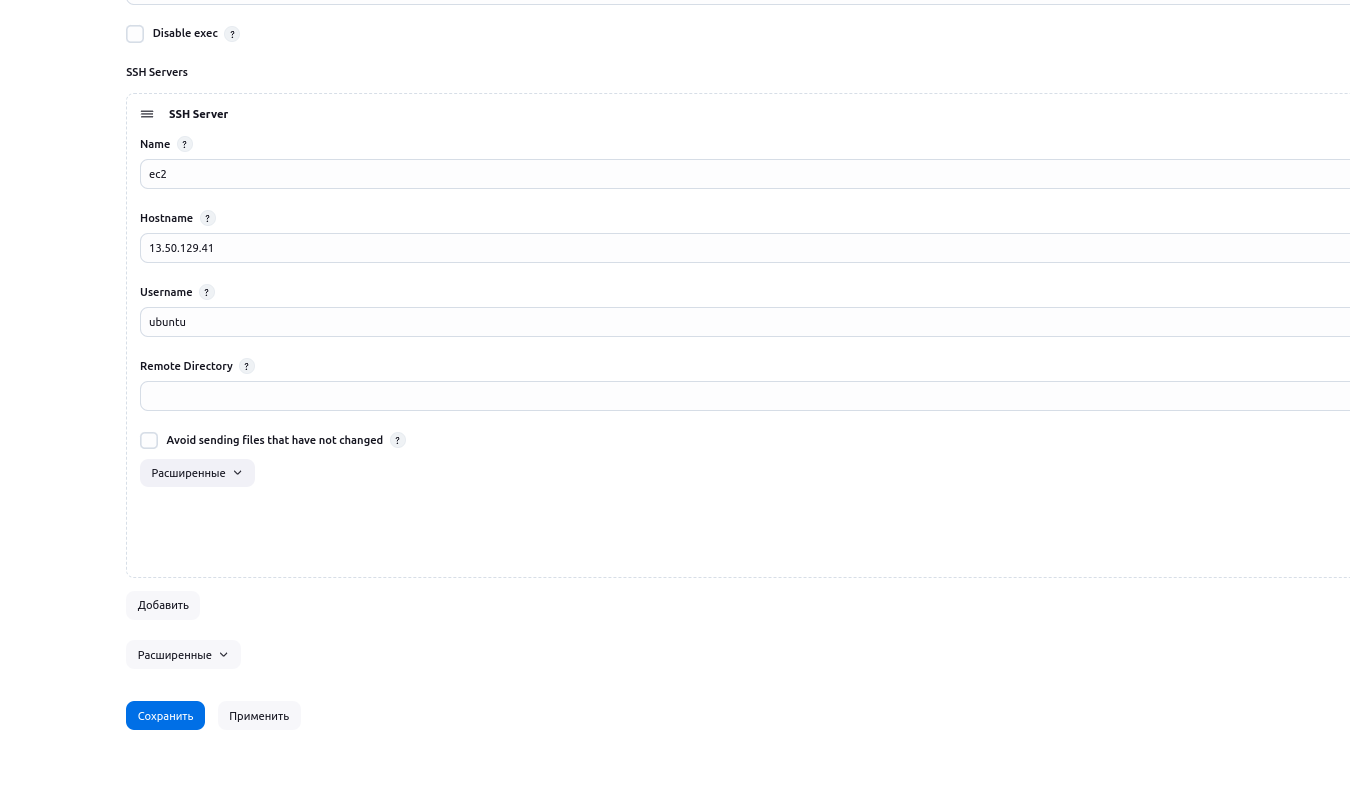 Disable exec ?
SSH Servers
SSH Server
Name ?
ec2
Hostname ?
13.50.129.41
Username ?
ubuntu
Remote Directory ?
Avoid sending files that have not changed ?
Расширенные
Добавить
Расширенные
Сохранить Применить